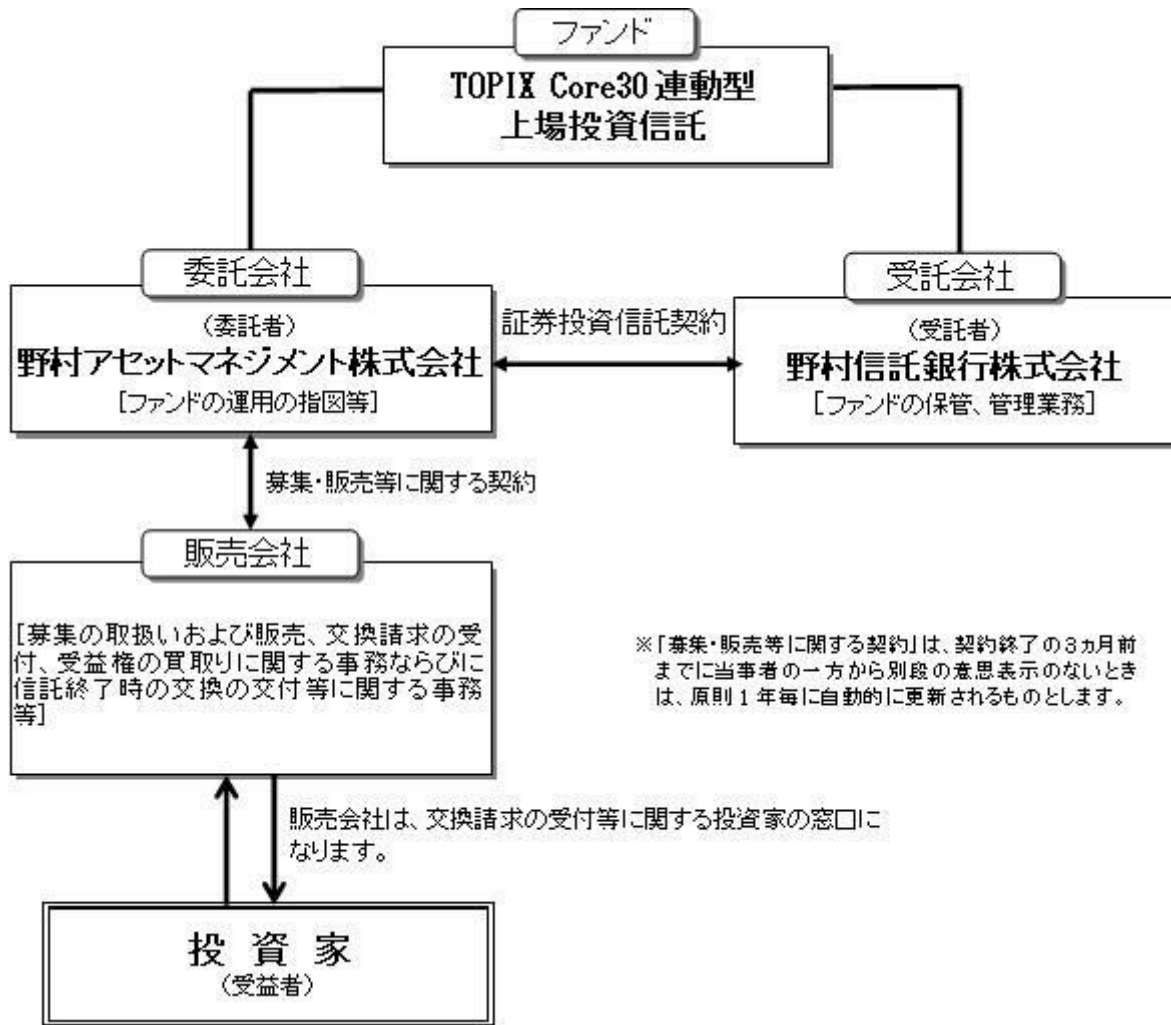 ファンド
TOPIX Core30 連動型
上場投資信託
委託会社
(委託者)
野村アセットマネジメント株式会社
[ファンドの運用の指図等]
証券投資信託契約
受託会社
(受託者)
野村信託銀行株式会社
[ファンドの保管、管理業務]
募集・販売等に関する契約
販売会社
[募集の取扱いおよび販売、交換請求の受
付、受益権の買取りに関する事務ならびに
信託終了時の交換の交付等に関する事務
等]
※「募集・販売等に関する契約」は、契約終了の3ヵ月前
までに当事者の一方から別段の意思表示のないとき
は、原則1年毎に自動的に更新されるものとします。
販売会社は、交換請求の受付等に関する投資家の窓口に
なります。
投資家
(受益者)